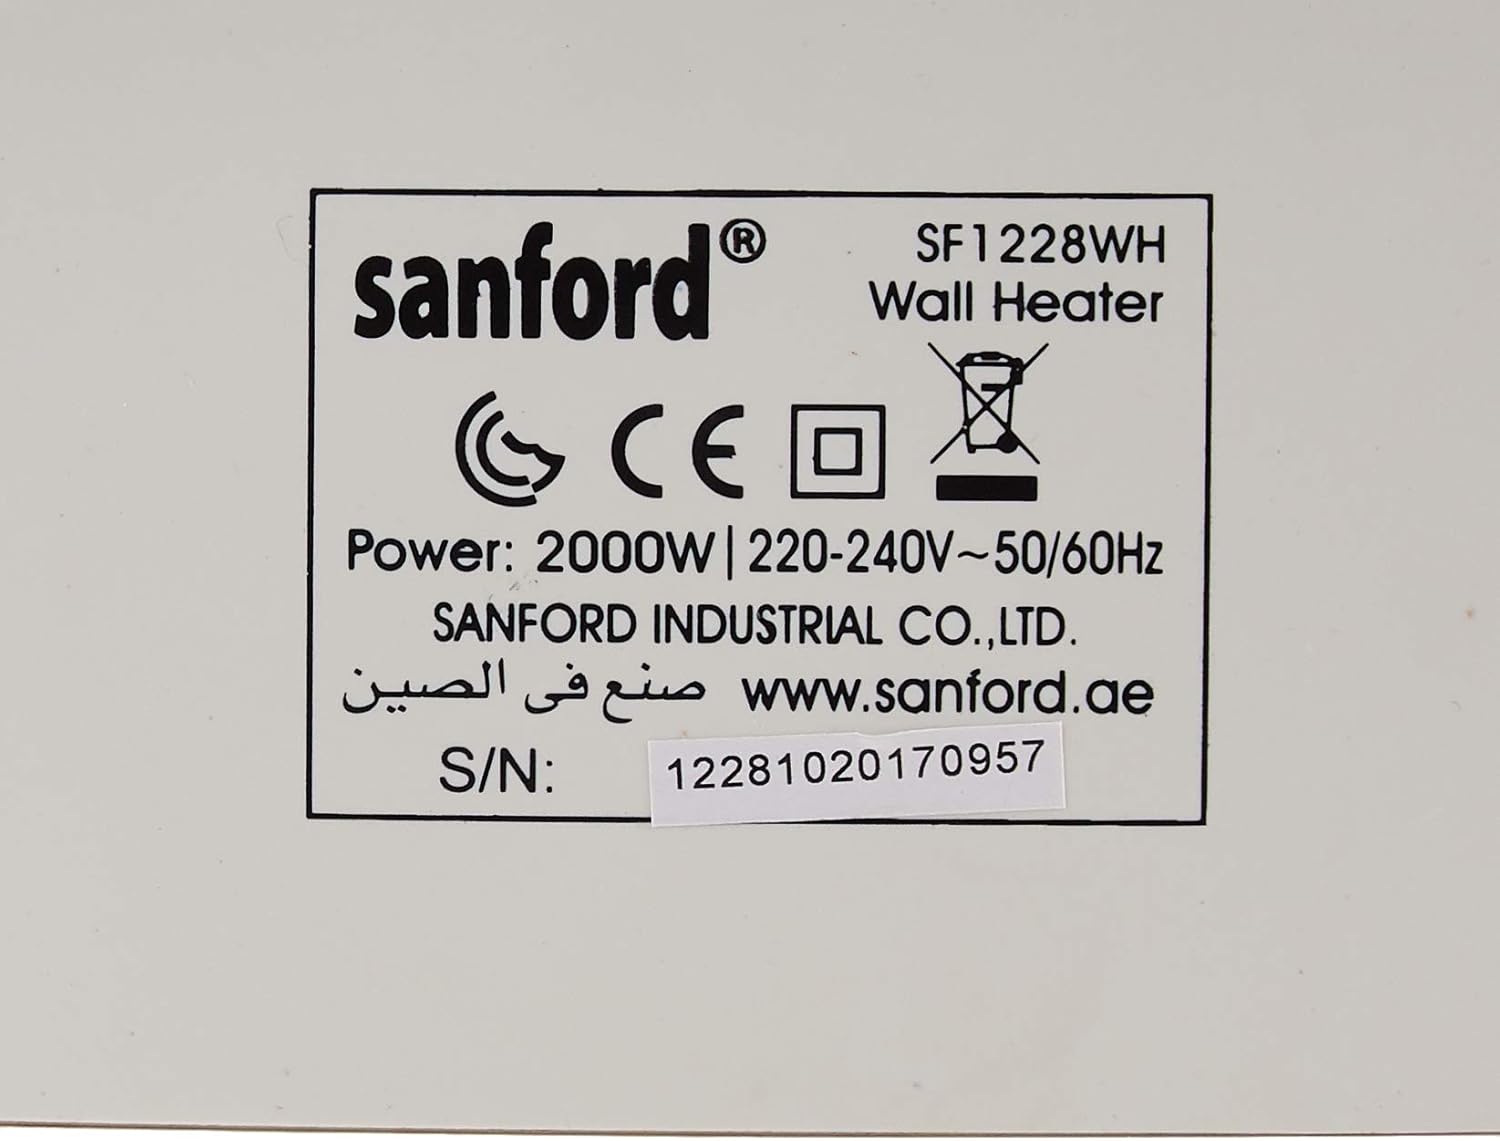 sanford®
SF1228WH
Wall Heater
CE
Power: 2000W|220-240V~50/60Hz
SANFORD INDUSTRIAL CO.,LTD.
صنع فى الصين www.sanford.ae
S/N: 12281020170957